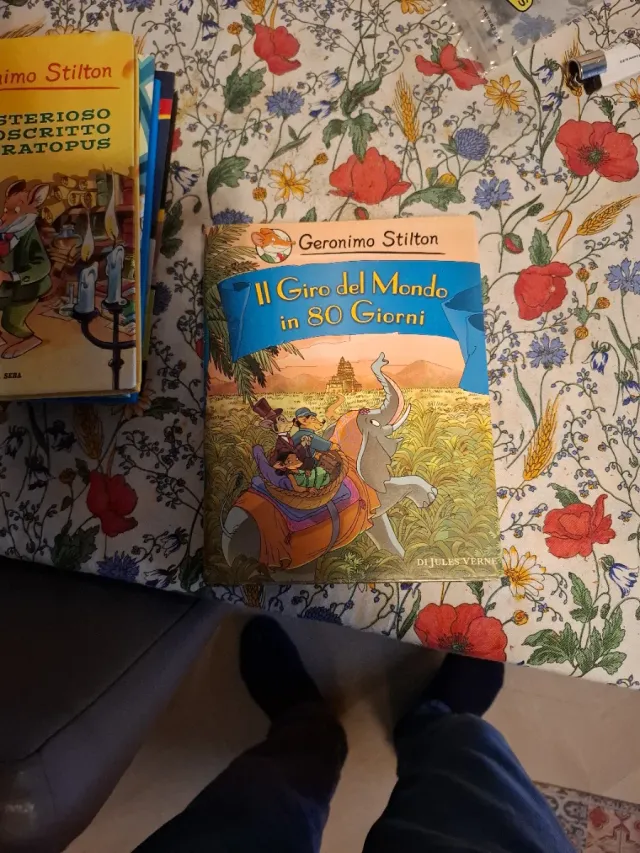 Geronimo Stilton
Il Giro del Mondo
in 80 Giorni
DI JULES VERNE
nimo Stilton
STERIOSO
OSCRITTO
RATOPUS